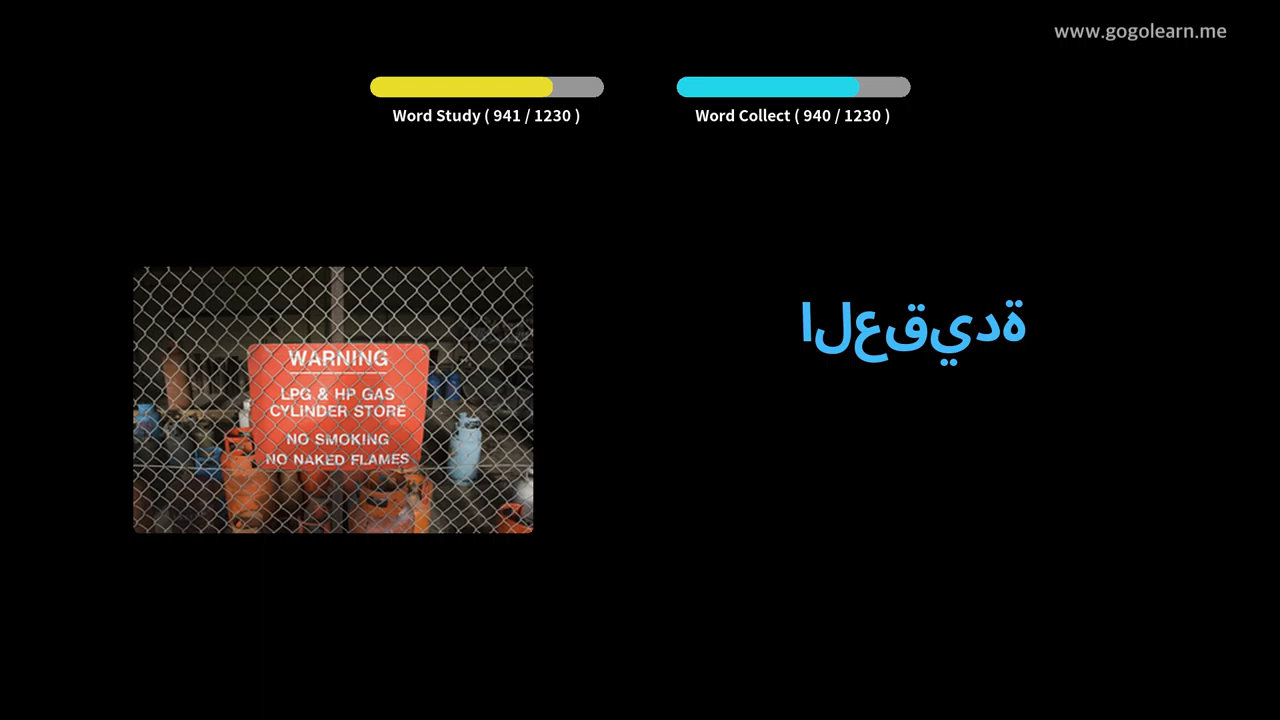 www.gogolearn.me
Word Study ( 941 / 1230 )
Word Collect ( 940 / 1230 )
العقيدة
WARNING
LPG & HP GAS
CYLINDER STORE
NO SMOKING
NO NAKED FLAMES